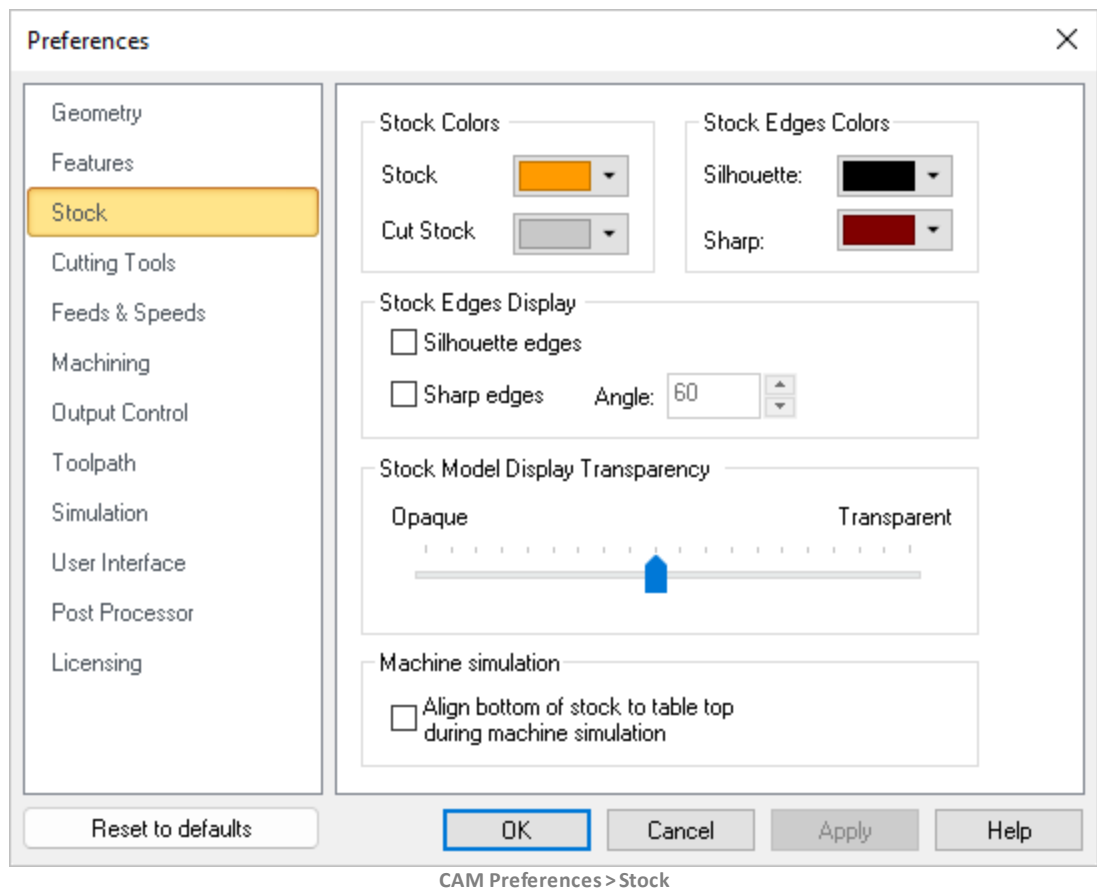 Preferences
Geometry
Features
Stock
Cutting Tools
Feeds & Speeds
Machining
Output Control
Toolpath
Simulation
User Interface
Post Processor
Licensing
Stock Colors
Stock
Cut Stock
Stock Edges Colors
Silhouette:
Sharp:
Stock Edges Display
Silhouette edges
Sharp edges Angle: 60
Stock Model Display Transparency
Opaque Transparent
Machine simulation
Align bottom of stock to table top
during machine simulation
Reset to defaults OK Cancel Apply Help
CAM Preferences > Stock